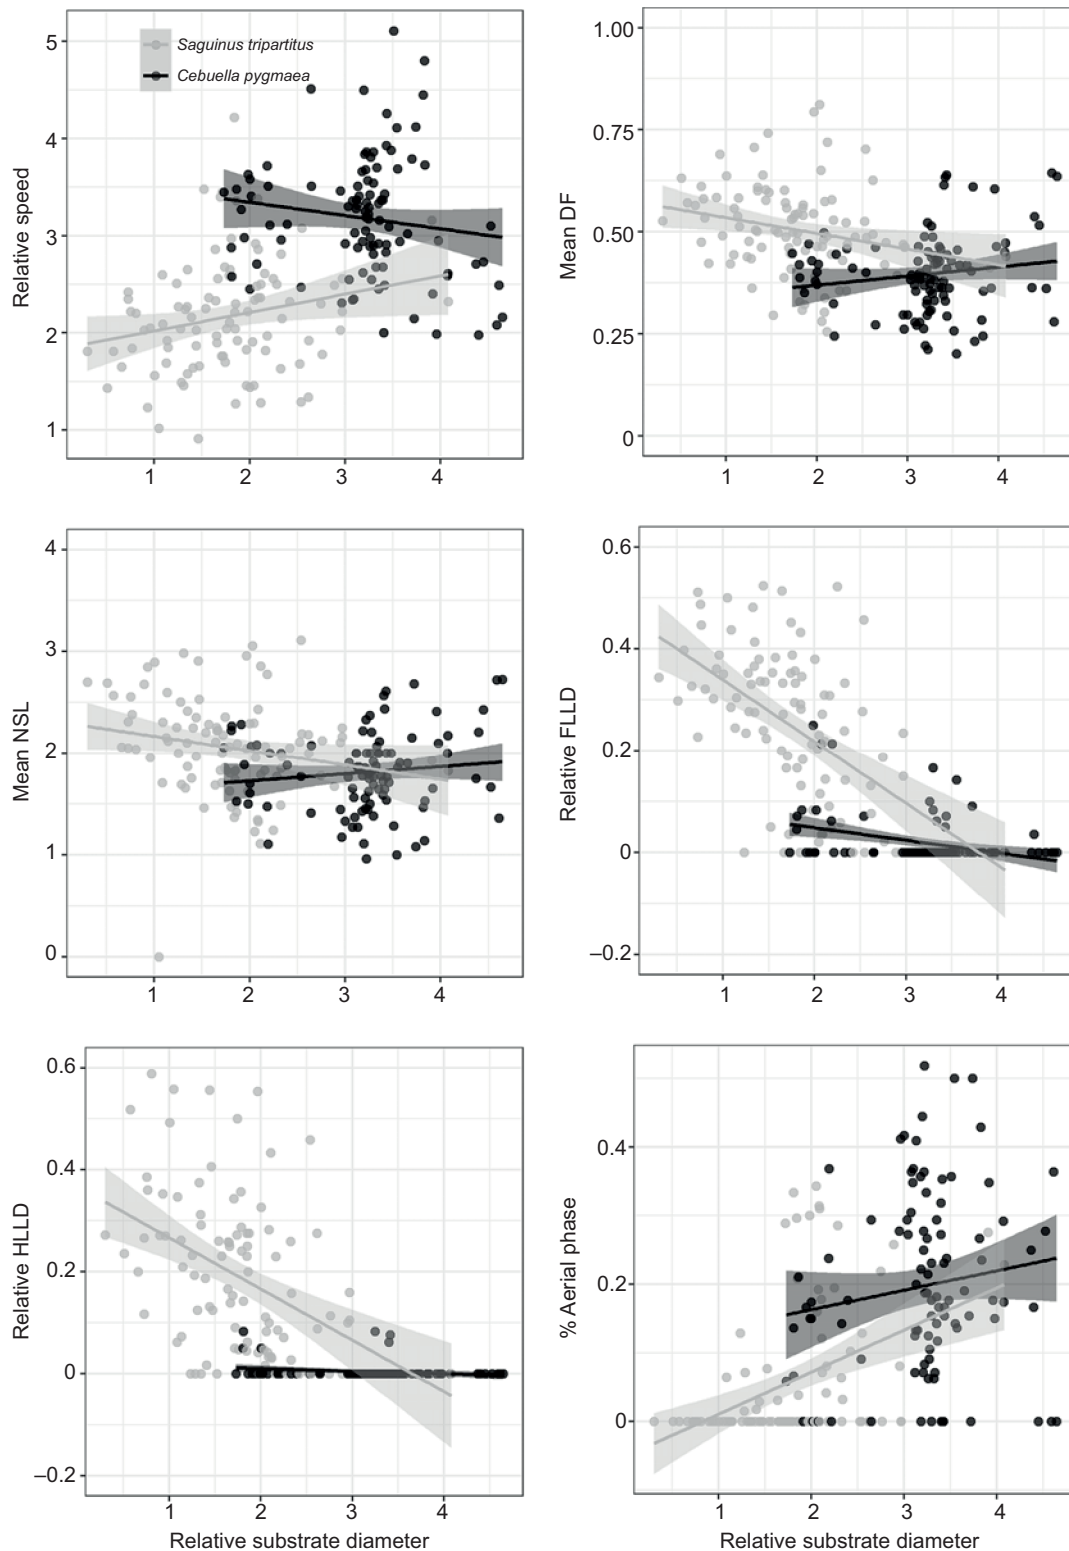 Saguinus tripartitus
Cebuella pygmaea
Relative speed
5
4
3
2
1
1 2 3 4
Mean DF
1.00
0.75
0.50
0.25
0
1 2 3 4
Mean NSL
4
3
2
1
0
1 2 3 4
Relative FLLD
0.6
0.4
0.2
0
–0.2
1 2 3 4
Relative HLLD
0.6
0.4
0.2
0
–0.2
1 2 3 4
Relative substrate diameter
% Aerial phase
0.4
0.2
0
1 2 3 4
Relative substrate diameter